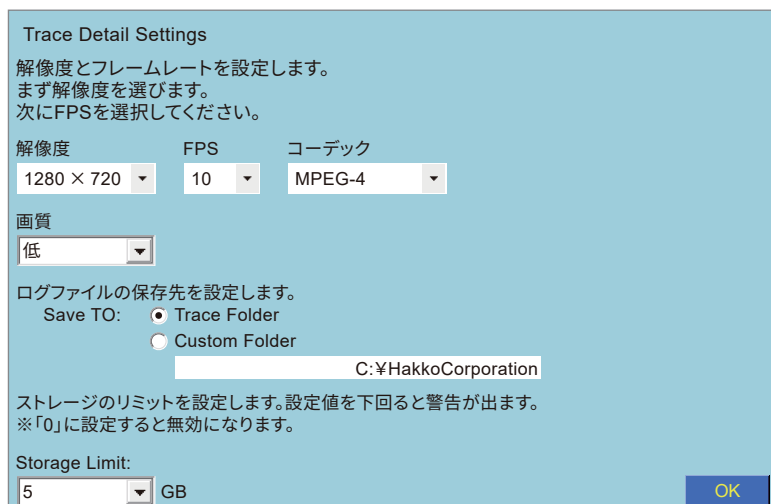 Trace Detail Settings
解像度とフレームレートを設定します。
まず解像度を選びます。
次にFPSを選択してください。
解像度 FPS コーデック
1280 × 720 10 MPEG-4
画質
低
ログファイルの保存先を設定します。
Save TO: Trace Folder
Custom Folder
C:¥HakkoCorporation
ストレージのリミットを設定します。設定値を下回ると警告が出ます。
※「0」に設定すると無効になります。
Storage Limit:
5 GB OK